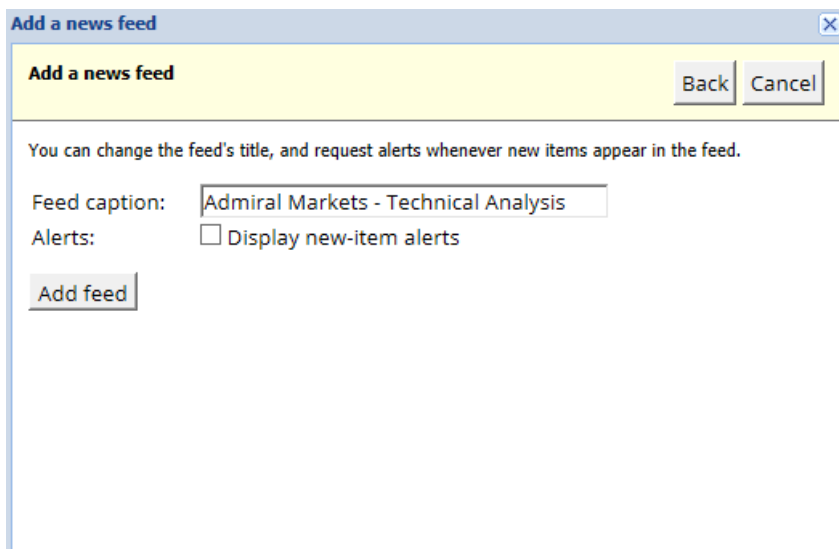 Add a news feed
Add a news feed
Back Cancel
You can change the feed's title, and request alerts whenever new items appear in the feed.
Feed caption: Admiral Markets - Technical Analysis
Alerts: Display new-item alerts
Add feed